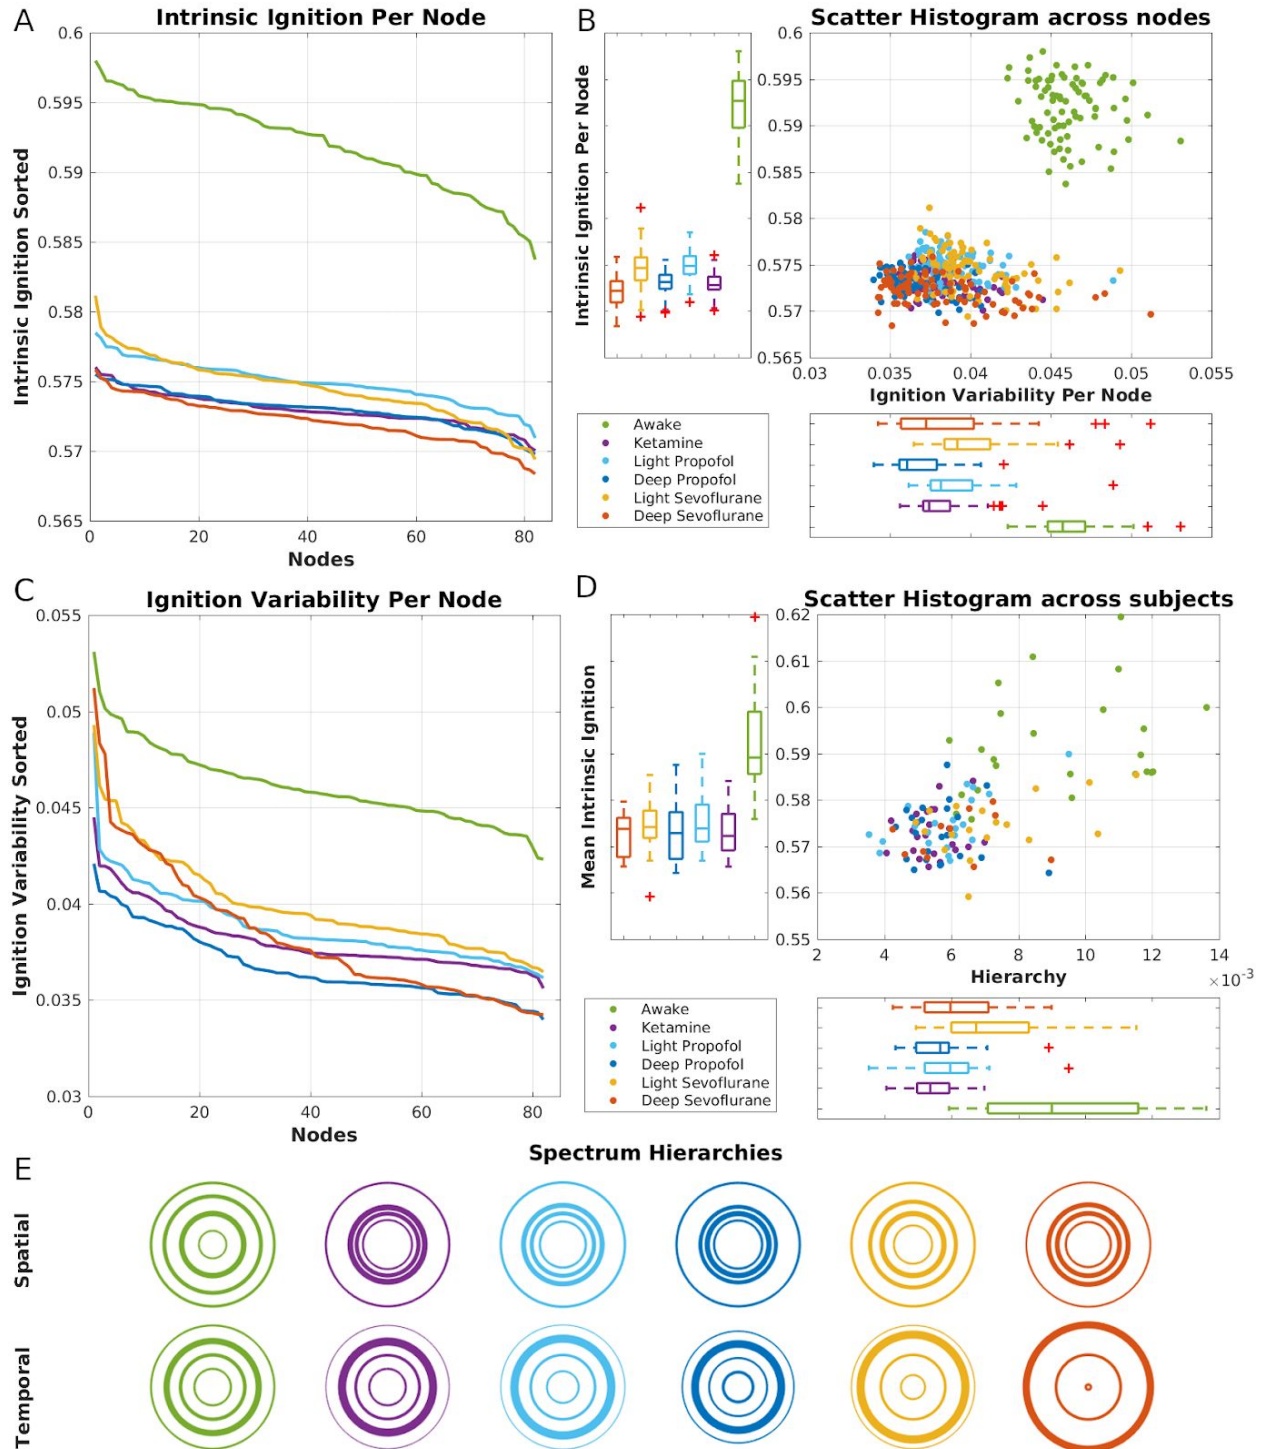 A
Intrinsic Ignition Per Node
Intrinsic Ignition Sorted
0.6
0.595
0.59
0.585
0.58
0.575
0.57
0.565
0
20
40
60
80
Nodes
B
Scatter Histogram across nodes
Intrinsic Ignition Per Node
0.6
0.595
0.59
0.585
0.58
0.575
0.57
0.565
0.03
0.035
0.04
0.045
0.05
0.055
Ignition Variability Per Node
Awake
Ketamine
Light Propofol
Deep Propofol
Light Sevoflurane
Deep Sevoflurane
C
Ignition Variability Per Node
Ignition Variability Sorted
0.055
0.05
0.045
0.04
0.035
0.03
0
20
40
60
80
Nodes
D
Scatter Histogram across subjects
Mean Intrinsic Ignition
0.62
0.61
0.6
0.59
0.58
0.57
0.56
0.55
2
4
6
8
10
12
14
Hierarchy
×10⁻³
Awake
Ketamine
Light Propofol
Deep Propofol
Light Sevoflurane
Deep Sevoflurane
E
Spectrum Hierarchies
Spatial
Temporal